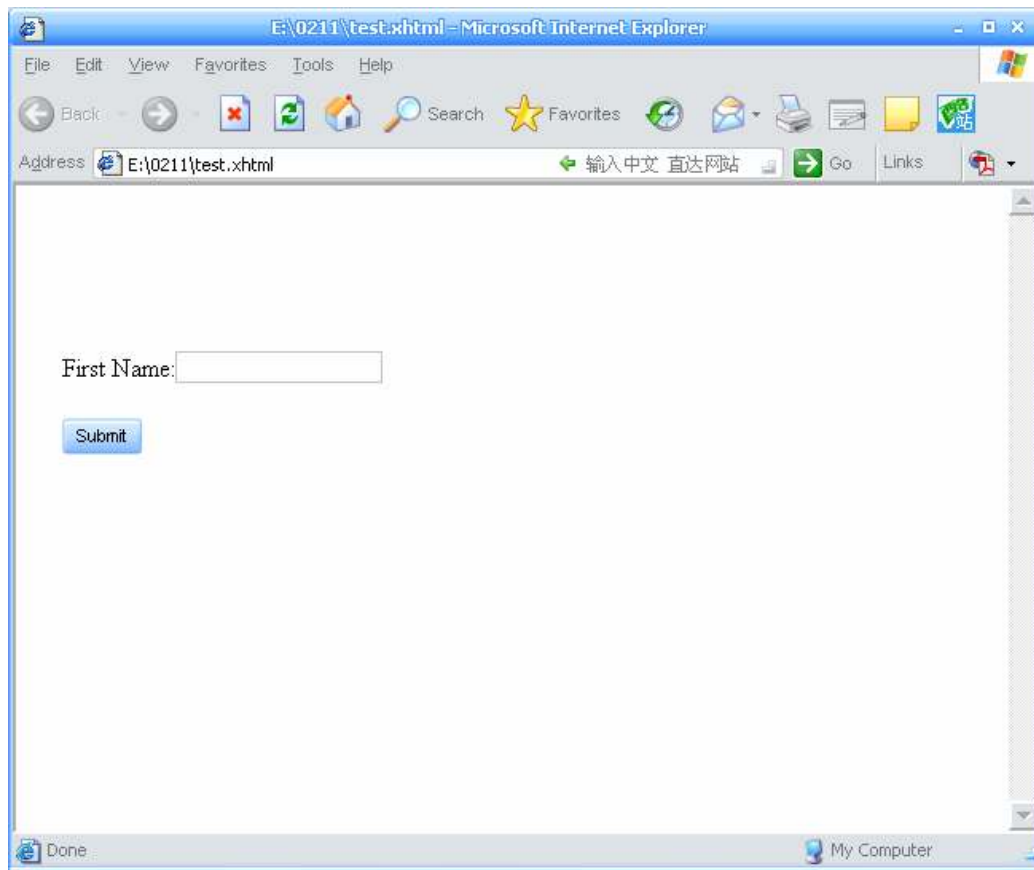 E:\0211\test.xhtml - Microsoft Internet Explorer
File Edit View Favorites Tools Help
Back Search Favorites 站
Address E:\0211\test.xhtml 输入中文 直达网站 Go Links
First Name:
Submit
Done My Computer